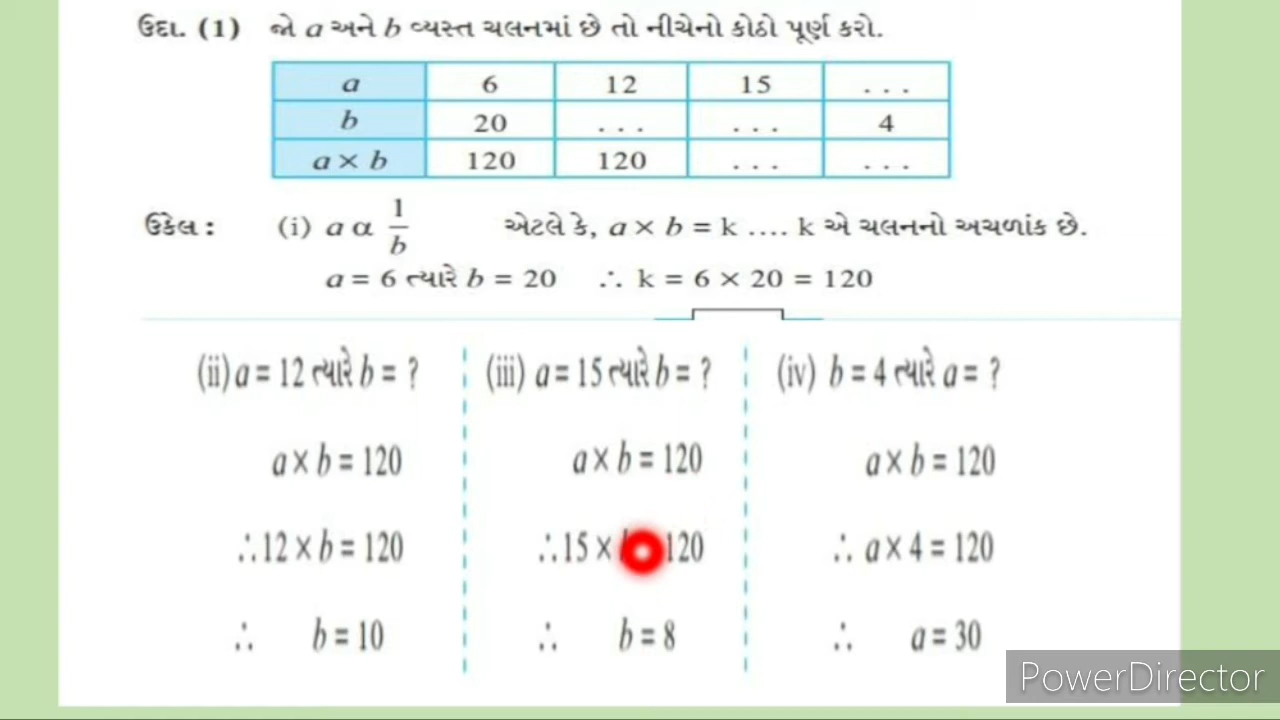 ઉદા. (1) જો a અને b વ્યસ્ત ચલનમાં છે તો નીચેનો કોઠો પૂર્ણ કરો.
a 6 12 15 ...
b 20 ... ... 4
a × b 120 120 ... ...
ઉકેલ : (i) a α 1/b એટલે કે, a × b = k .... k એ ચલનનો અચળાંક છે.
a = 6 ત્યારે b = 20 ∴ k = 6 × 20 = 120
(ii) a = 12 ત્યારે b = ? (iii) a = 15 ત્યારે b = ? (iv) b = 4 ત્યારે a = ?
a × b = 120 a × b = 120 a × b = 120
∴ 12 × b = 120 ∴ 15 × 120 ∴ a × 4 = 120
∴ b = 10 ∴ b = 8 ∴ a = 30
PowerDirector